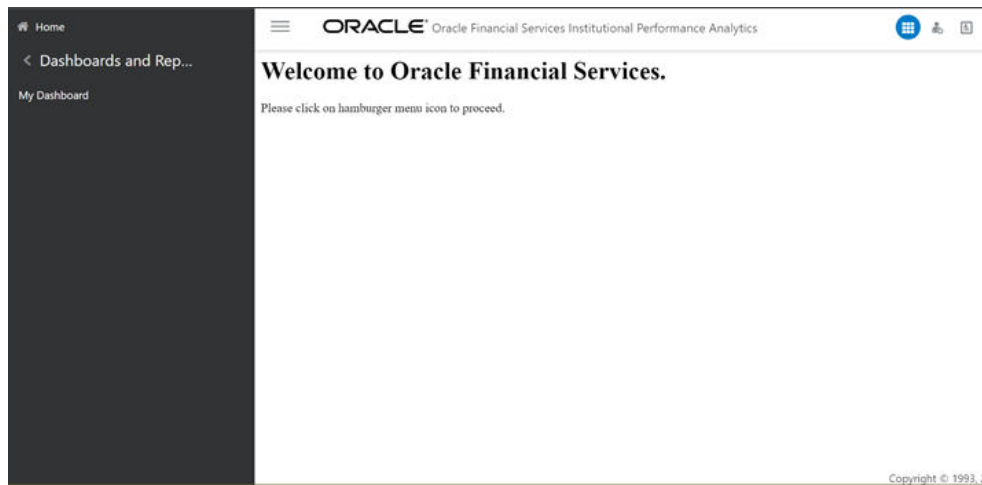 Home
Dashboards and Rep...
My Dashboard
ORACLE® Oracle Financial Services Institutional Performance Analytics
Welcome to Oracle Financial Services.
Please click on hamburger menu icon to proceed.
Copyright © 1993,